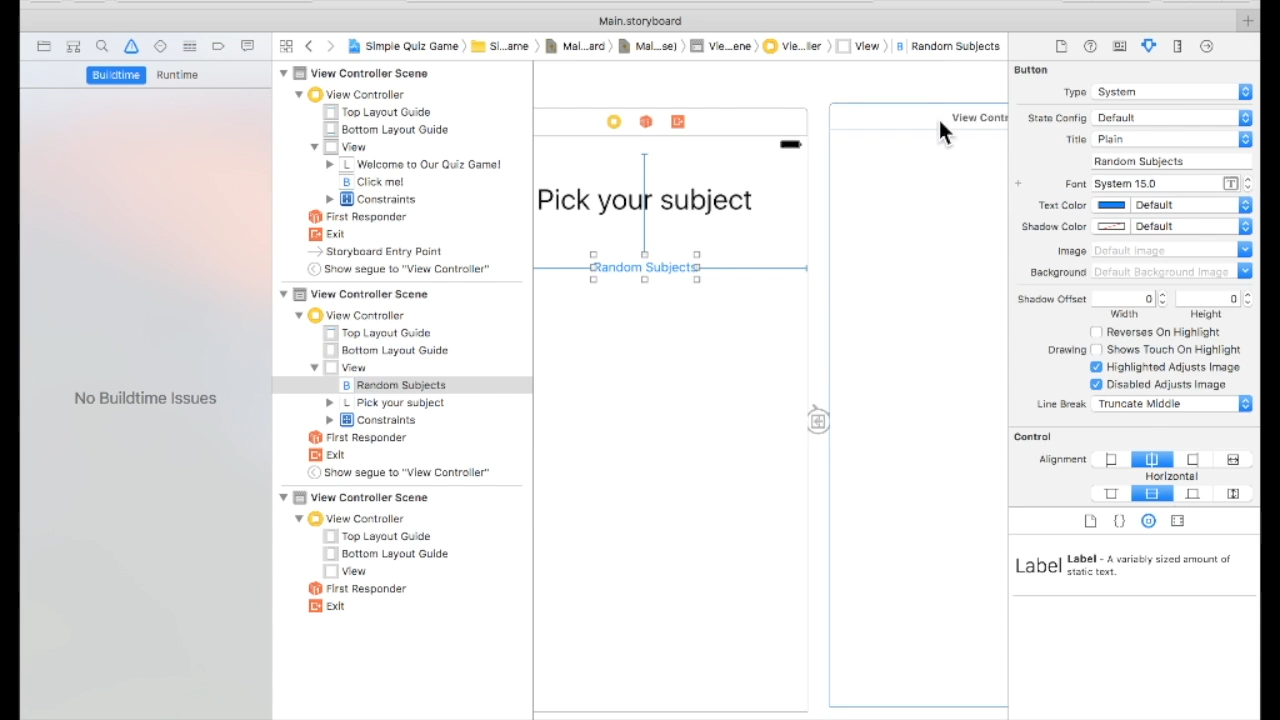 Main.storyboard
Simple Quiz Game
Si...arne
Mai...ard
Mai...se)
Vie...ene
Vie...ller
View
B Random Subjects
Buildtime
Runtime
No Buildtime Issues
View Controller Scene
View Controller
Top Layout Guide
Bottom Layout Guide
View
L Welcome to Our Quiz Game!
B Click me!
Constraints
First Responder
Exit
Storyboard Entry Point
Show segue to "View Controller"
View Controller Scene
View Controller
Top Layout Guide
Bottom Layout Guide
View
B Random Subjects
L Pick your subject
Constraints
First Responder
Exit
Show segue to "View Controller"
View Controller Scene
View Controller
Top Layout Guide
Bottom Layout Guide
View
First Responder
Exit
Pick your subject
Random Subjects
View Contr
Button
Type System
State Config Default
Title Plain
Random Subjects
Font System 15.0 T
Text Color Default
Shadow Color Default
Image Default Image
Background Default Background Image
Shadow Offset 0 0
Width Height
Reverses On Highlight
Drawing Shows Touch On Highlight
Highlighted Adjusts Image
Disabled Adjusts Image
Line Break Truncate Middle
Control
Alignment
Horizontal
Label Label - A variably sized amount of
static text.